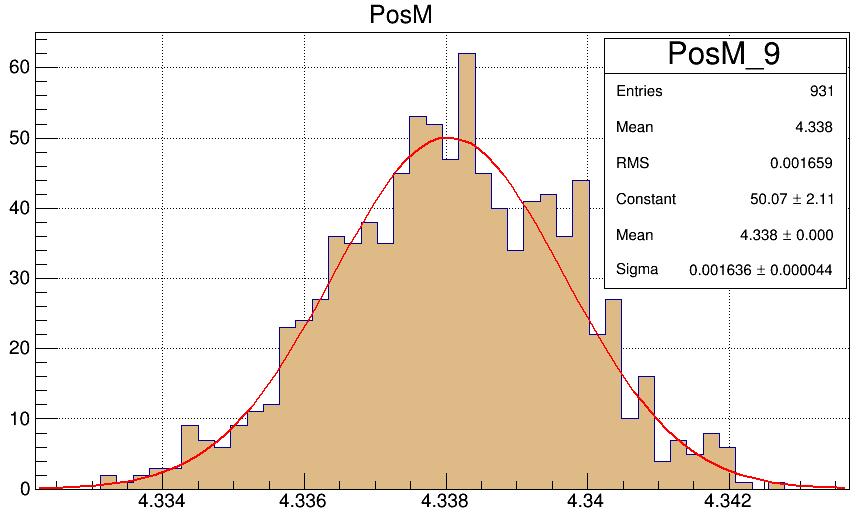 PosM
PosM_9
Entries 931
Mean 4.338
RMS 0.001659
Constant 50.07 ± 2.11
Mean 4.338 ± 0.000
Sigma 0.001636 ± 0.000044
60
50
40
30
20
10
0
4.334 4.336 4.338 4.34 4.342